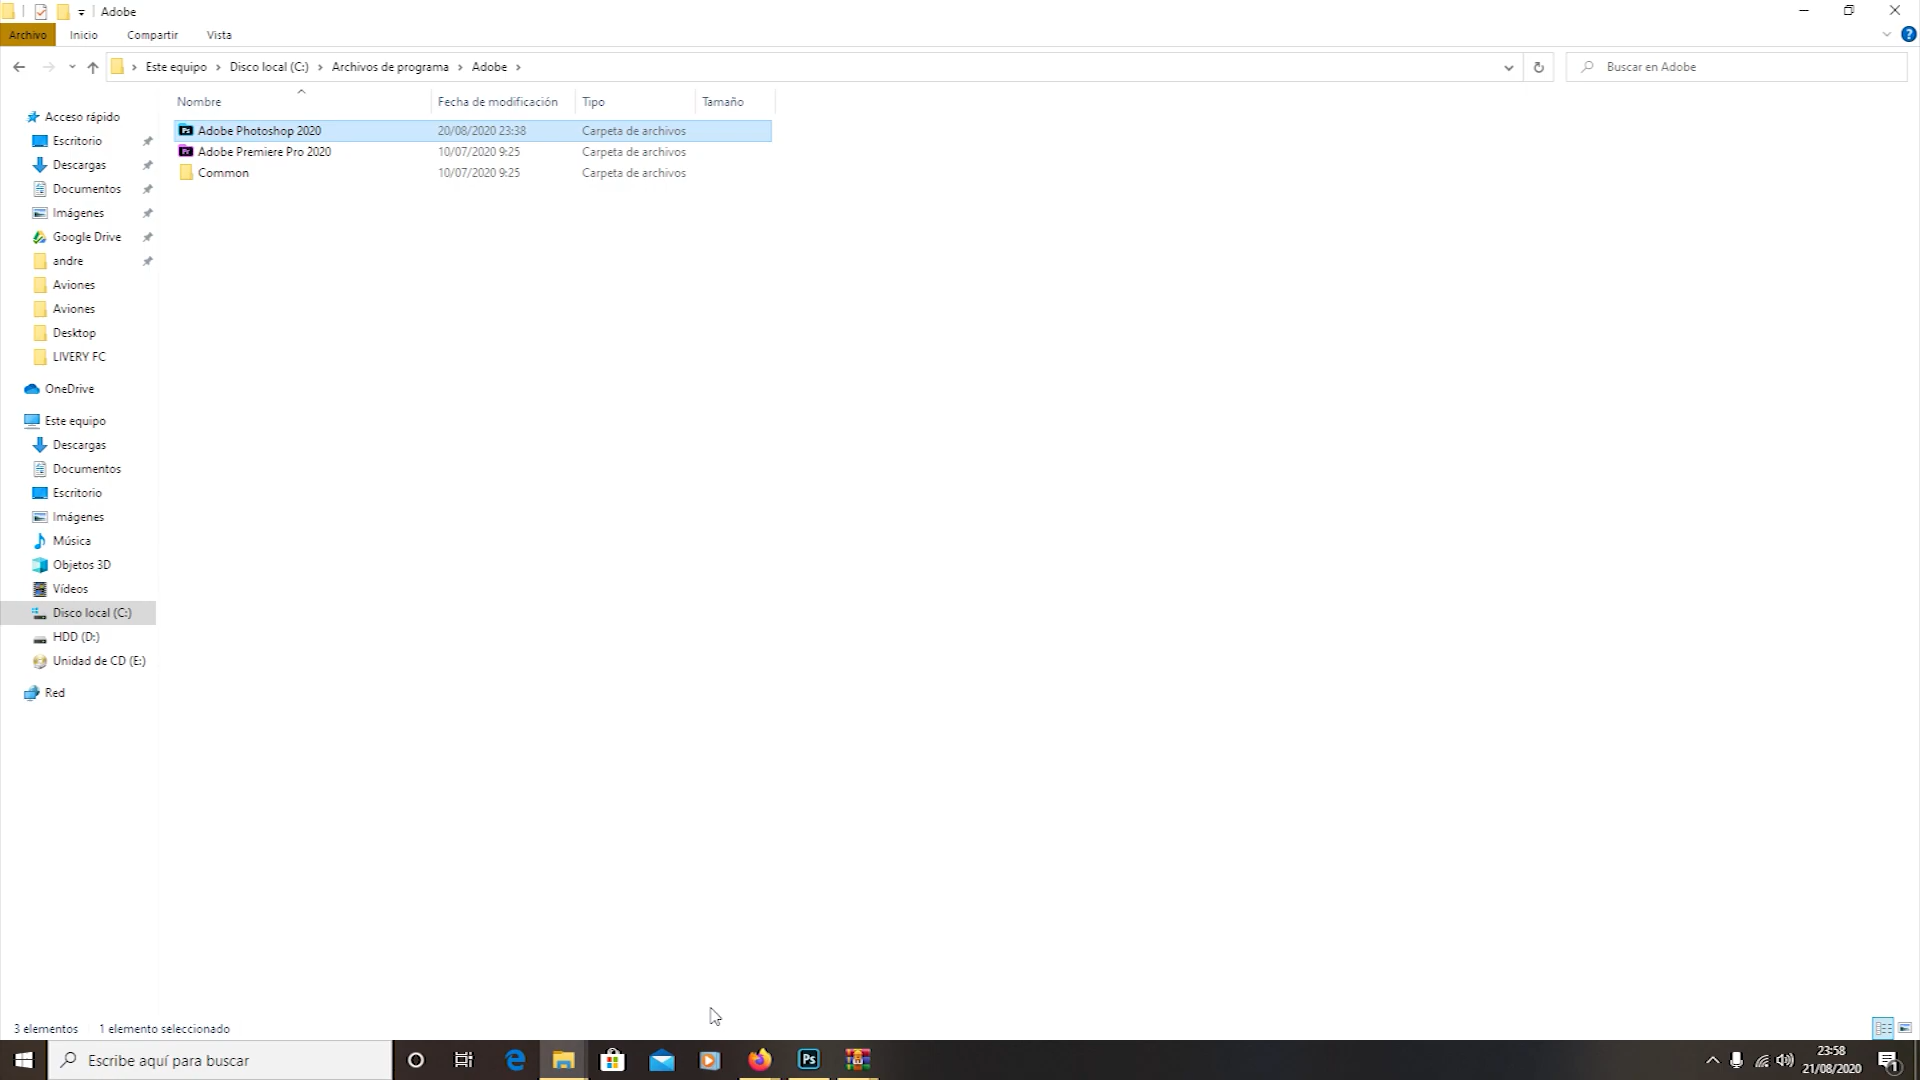 Adobe
Archivo Inicio Compartir Vista
Este equipo Disco local (C:) Archivos de programa Adobe Buscar en Adobe
Nombre Fecha de modificación Tipo Tamaño
Adobe Photoshop 2020 20/08/2020 23:38 Carpeta de archivos
Adobe Premiere Pro 2020 10/07/2020 9:25 Carpeta de archivos
Common 10/07/2020 9:25 Carpeta de archivos
Acceso rápido
Escritorio
Descargas
Documentos
Imágenes
Google Drive
andre
Aviones
Aviones
Desktop
LIVERY FC
OneDrive
Este equipo
Descargas
Documentos
Escritorio
Imágenes
Música
Objetos 3D
Vídeos
Disco local (C:)
HDD (D:)
Unidad de CD (E:)
Red
3 elementos 1 elemento seleccionado
Escribe aquí para buscar
Ps
23:58
21/08/2020
1